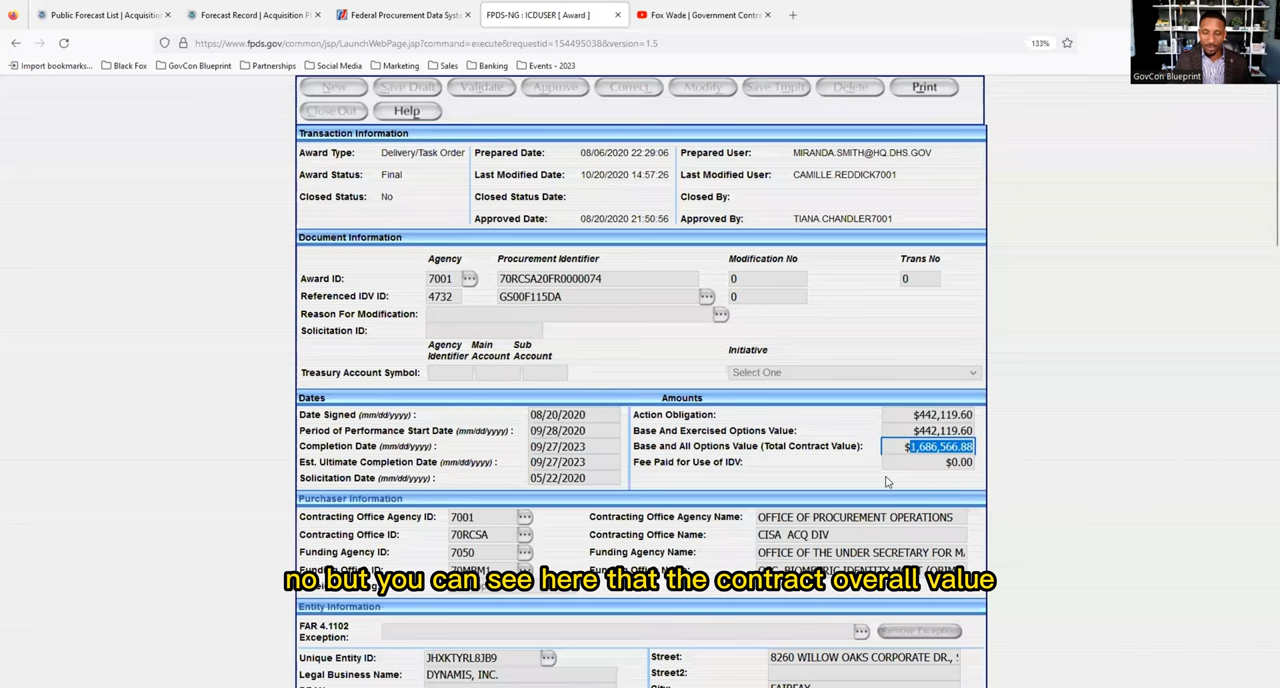 Public Forecast List | Acquisition × Forecast Record | Acquisition P × Federal Procurement Data Sys × FPDS-NG : ICDUSER [ Award ] × Fox Wade | Government Contra × +
https://www.fpds.gov/common/jsp/LaunchWebPage.jsp?command=execute&requestid=154495038&version=1.5 133%
Import bookmarks... Black Fox GovCon Blueprint Partnerships Social Media Marketing Sales Banking Events - 2023
GovCon Blueprint
New Save Draft Validate Approve Correct Modify Save Tmplt Delete Print
Close Out Help
Transaction Information
Award Type: Delivery/Task Order Prepared Date: 08/06/2020 22:29:06 Prepared User: MIRANDA.SMITH@HQ.DHS.GOV
Award Status: Final Last Modified Date: 10/20/2020 14:57:26 Last Modified User: CAMILLE.REDDICK7001
Closed Status: No Closed Status Date: Closed By:
Approved Date: 08/20/2020 21:50:56 Approved By: TIANA.CHANDLER7001
Document Information
Agency Procurement Identifier Modification No Trans No
Award ID: 7001 70RCSA20FR0000074 0 0
Referenced IDV ID: 4732 GS00F115DA 0
Reason For Modification:
Solicitation ID:
Agency Main Sub
Identifier Account Account Initiative
Treasury Account Symbol: Select One
Dates Amounts
Date Signed (mm/dd/yyyy) : 08/20/2020 Action Obligation: $442,119.60
Period of Performance Start Date (mm/dd/yyyy) : 09/28/2020 Base And Exercised Options Value: $442,119.60
Completion Date (mm/dd/yyyy) : 09/27/2023 Base and All Options Value (Total Contract Value): $1,686,566.88
Est. Ultimate Completion Date (mm/dd/yyyy) : 09/27/2023 Fee Paid for Use of IDV: $0.00
Solicitation Date (mm/dd/yyyy) : 05/22/2020
Purchaser Information
Contracting Office Agency ID: 7001 Contracting Office Agency Name: OFFICE OF PROCUREMENT OPERATIONS
Contracting Office ID: 70RCSA Contracting Office Name: CISA ACQ DIV
Funding Agency ID: 7050 Funding Agency Name: OFFICE OF THE UNDER SECRETARY FOR M
no but you can see here that the contract overall value
Entity Information
FAR 4.1102
Exception: Remove Exception
Unique Entity ID: JHXKTYRL8JB9 Street: 8260 WILLOW OAKS CORPORATE DR.,
Legal Business Name: DYNAMIS, INC. Street2: